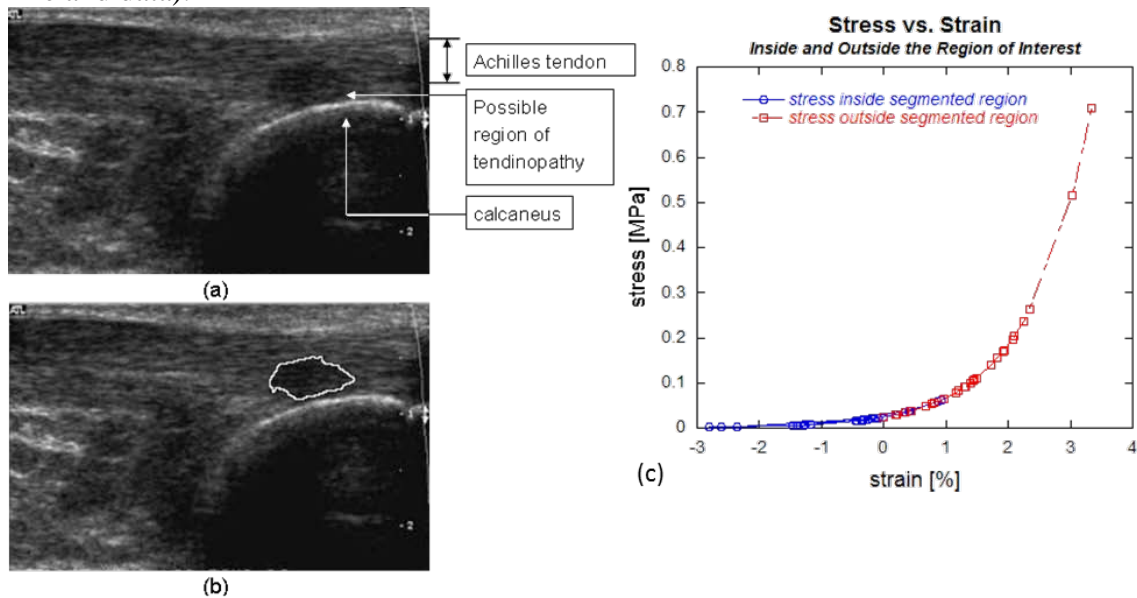 Achilles tendon
Possible
region of
tendinopathy
calcaneus
- 2
(a)
- 2
(b)
Stress vs. Strain
Inside and Outside the Region of Interest
stress inside segmented region
stress outside segmented region
stress [MPa]
0.8
0.7
0.6
0.5
0.4
0.3
0.2
0.1
0
-3 -2 -1 0 1 2 3 4
strain [%]
(c)